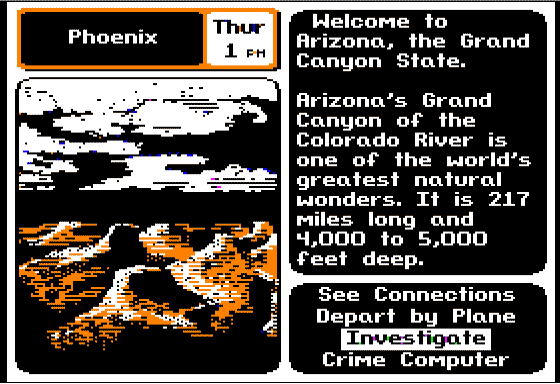 Phoenix
Thur
1 PM
Welcome to
Arizona, the Grand
Canyon State.
Arizona's Grand
Canyon of the
Colorado River is
one of the world's
greatest natural
wonders. It is 217
miles long and
4,000 to 5,000
feet deep.
See Connections
Depart by Plane
Investigate
Crime Computer